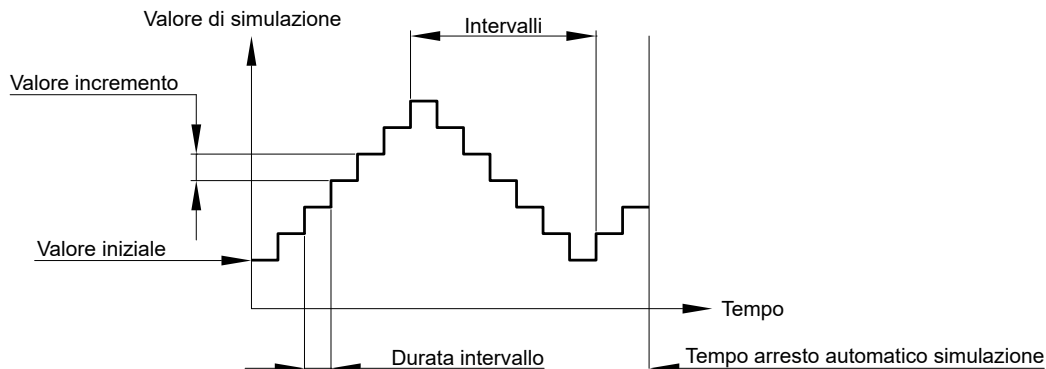 Valore di simulazione
Intervalli
Valore incremento
Valore iniziale
Tempo
Durata intervallo
Tempo arresto automatico simulazione